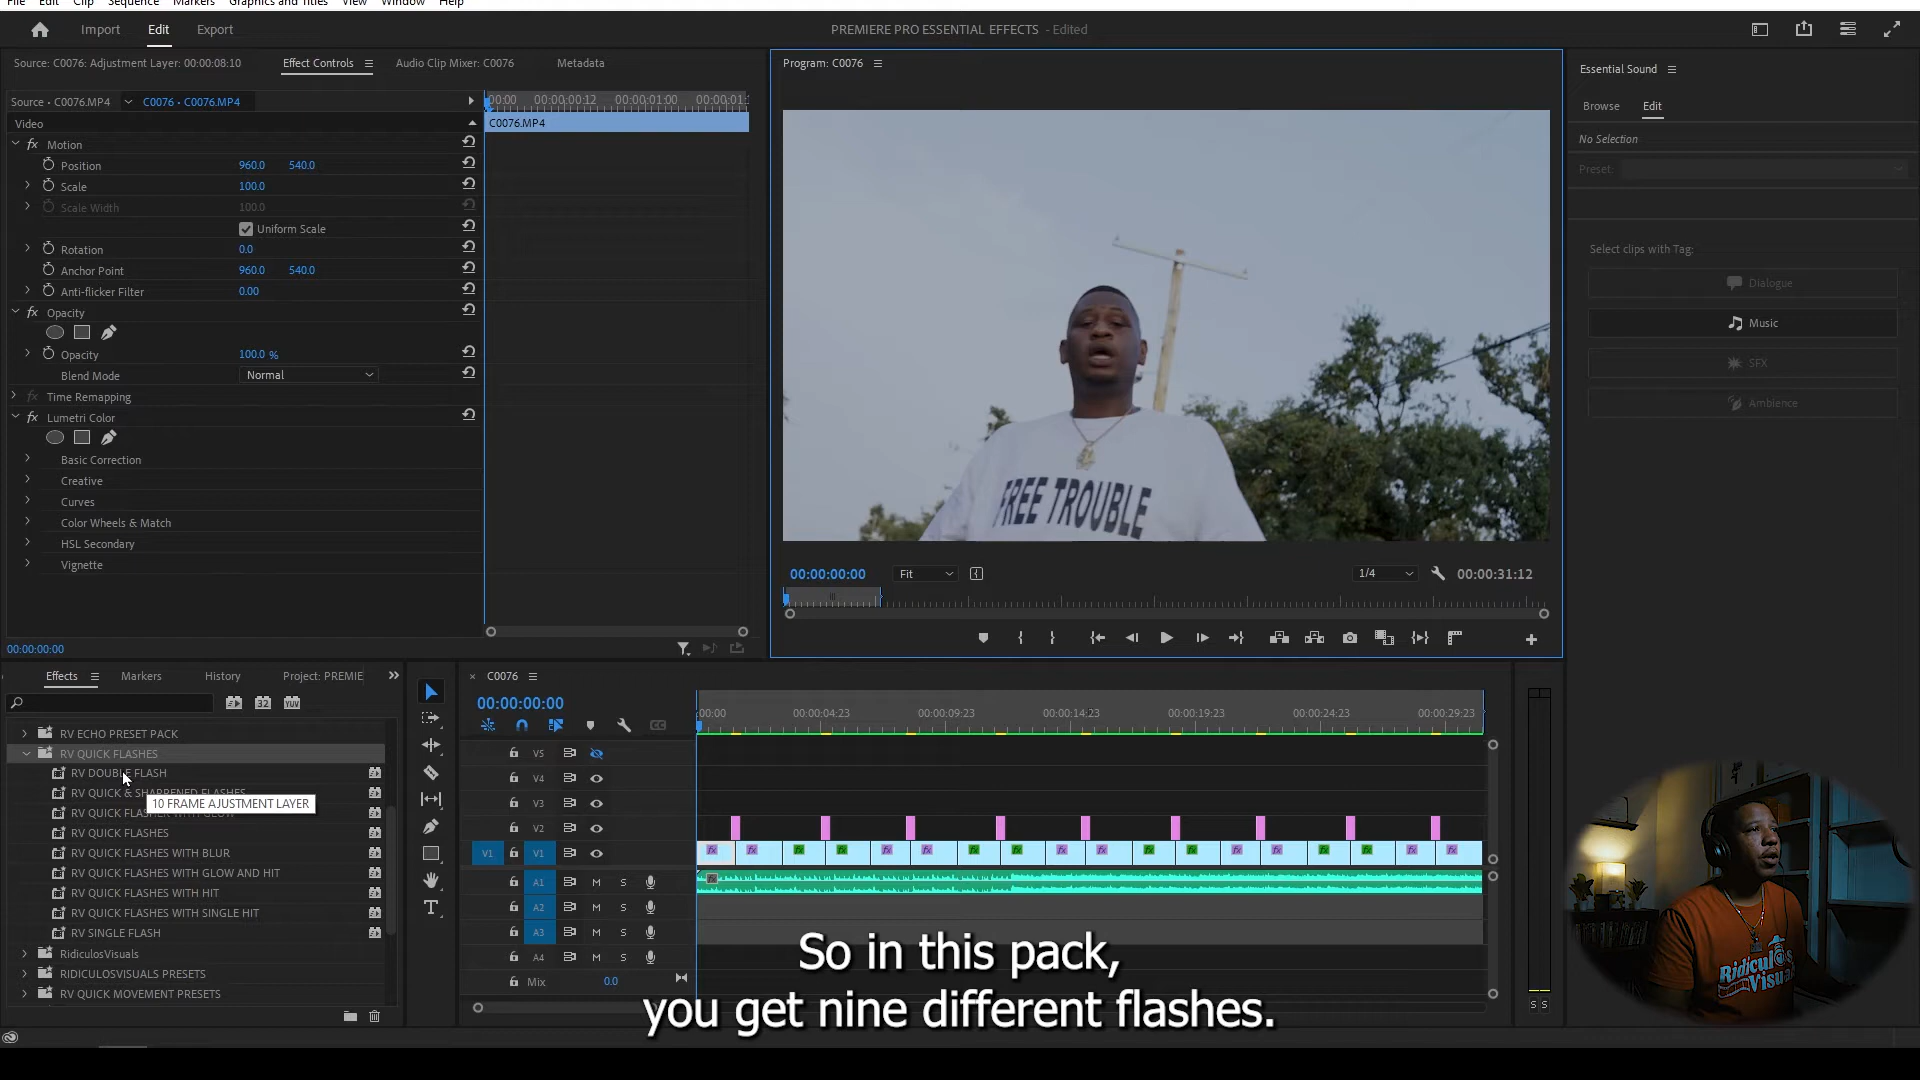 File Edit Clip Sequence Markers Graphics and Titles View Window Help
Import Edit Export PREMIERE PRO ESSENTIAL EFFECTS - Edited
Source: C0076: Adjustment Layer: 00:00:08:10 Effect Controls Audio Clip Mixer: C0076 Metadata
Source • C0076.MP4 C0076 • C0076.MP4
:00:00 00:00:00:12 00:00:01:00 00:00:01:1
Video
C0076.MP4
fx Motion
Position 960.0 540.0
Scale 100.0
Scale Width 100.0
Uniform Scale
Rotation 0.0
Anchor Point 960.0 540.0
Anti-flicker Filter 0.00
fx Opacity
Opacity 100.0 %
Blend Mode Normal
fx Time Remapping
fx Lumetri Color
Basic Correction
Creative
Curves
Color Wheels & Match
HSL Secondary
Vignette
00:00:00:00
Program: C0076
FREE TROUBLE
00:00:00:00 Fit 1/4 00:00:31:12
Essential Sound
Browse Edit
No Selection
Preset:
Select clips with Tag:
Dialogue
Music
SFX
Ambience
Effects Markers History Project: PREMIE
32 YUV
RV ECHO PRESET PACK
RV QUICK FLASHES
RV DOUBLE FLASH
RV QUICK & SHARPENED FLASHES
10 FRAME AJUSTMENT LAYER
RV QUICK FLASHES
RV QUICK FLASHES WITH BLUR
RV QUICK FLASHES WITH GLOW AND HIT
RV QUICK FLASHES WITH HIT
RV QUICK FLASHES WITH SINGLE HIT
RV SINGLE FLASH
RidiculosVisuals
RIDICULOSVISUALS PRESETS
RV QUICK MOVEMENT PRESETS
C0076
00:00:00:00
:00:00 00:00:04:23 00:00:09:23 00:00:14:23 00:00:19:23 00:00:24:23 00:00:29:23
V5
V4
V3
V2
V1 V1
A1 M S
A2 M S
A3 M S
A4 M S
Mix 0.0
S S
Ridiculos
Visuals
So in this pack,
you get nine different flashes.